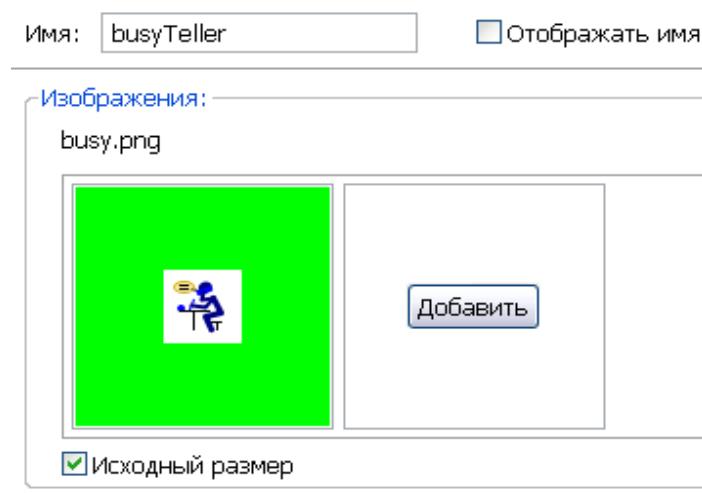 Имя: busyTeller Отображать имя
Изображения:
busy.png
Добавить
Исходный размер